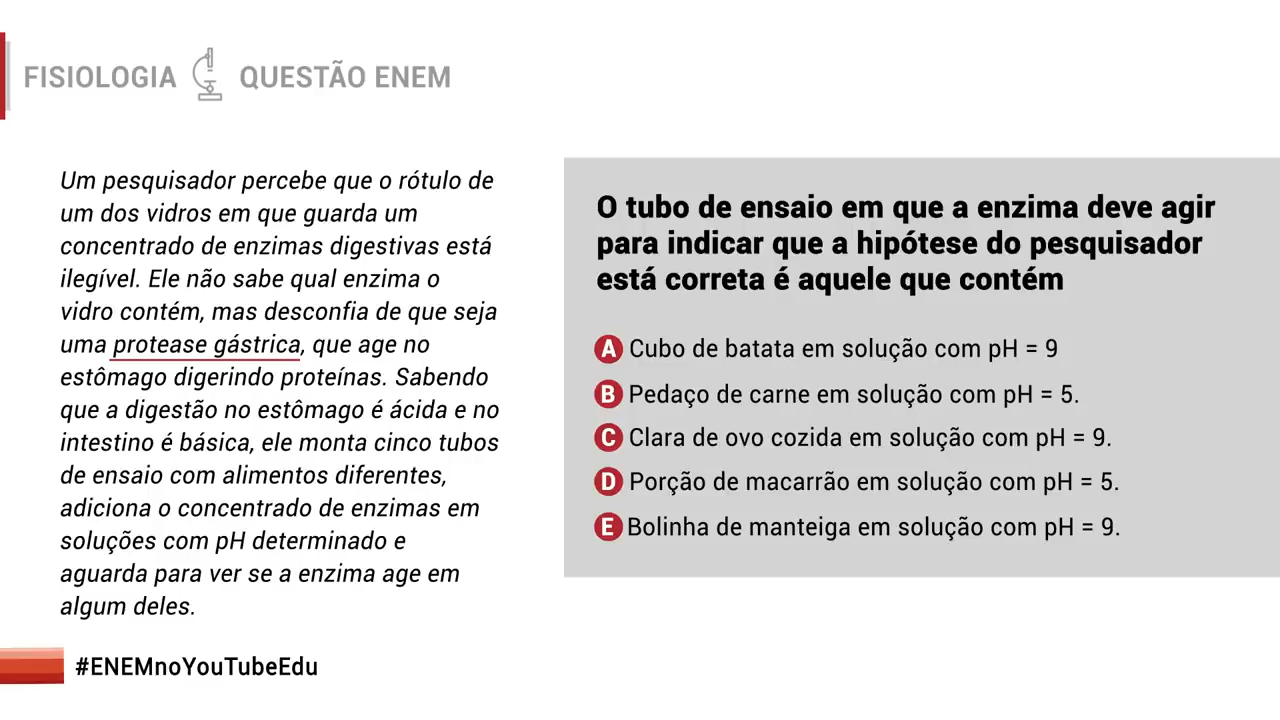 FISIOLOGIA QUESTÃO ENEM
Um pesquisador percebe que o rótulo de
um dos vidros em que guarda um
concentrado de enzimas digestivas está
ilegível. Ele não sabe qual enzima o
vidro contém, mas desconfia de que seja
uma protease gástrica, que age no
estômago digerindo proteínas. Sabendo
que a digestão no estômago é ácida e no
intestino é básica, ele monta cinco tubos
de ensaio com alimentos diferentes,
adiciona o concentrado de enzimas em
soluções com pH determinado e
aguarda para ver se a enzima age em
algum deles.
#ENEMnoYouTubeEdu
O tubo de ensaio em que a enzima deve agir
para indicar que a hipótese do pesquisador
está correta é aquele que contém
A Cubo de batata em solução com pH = 9
B Pedaço de carne em solução com pH = 5.
C Clara de ovo cozida em solução com pH = 9.
D Porção de macarrão em solução com pH = 5.
E Bolinha de manteiga em solução com pH = 9.